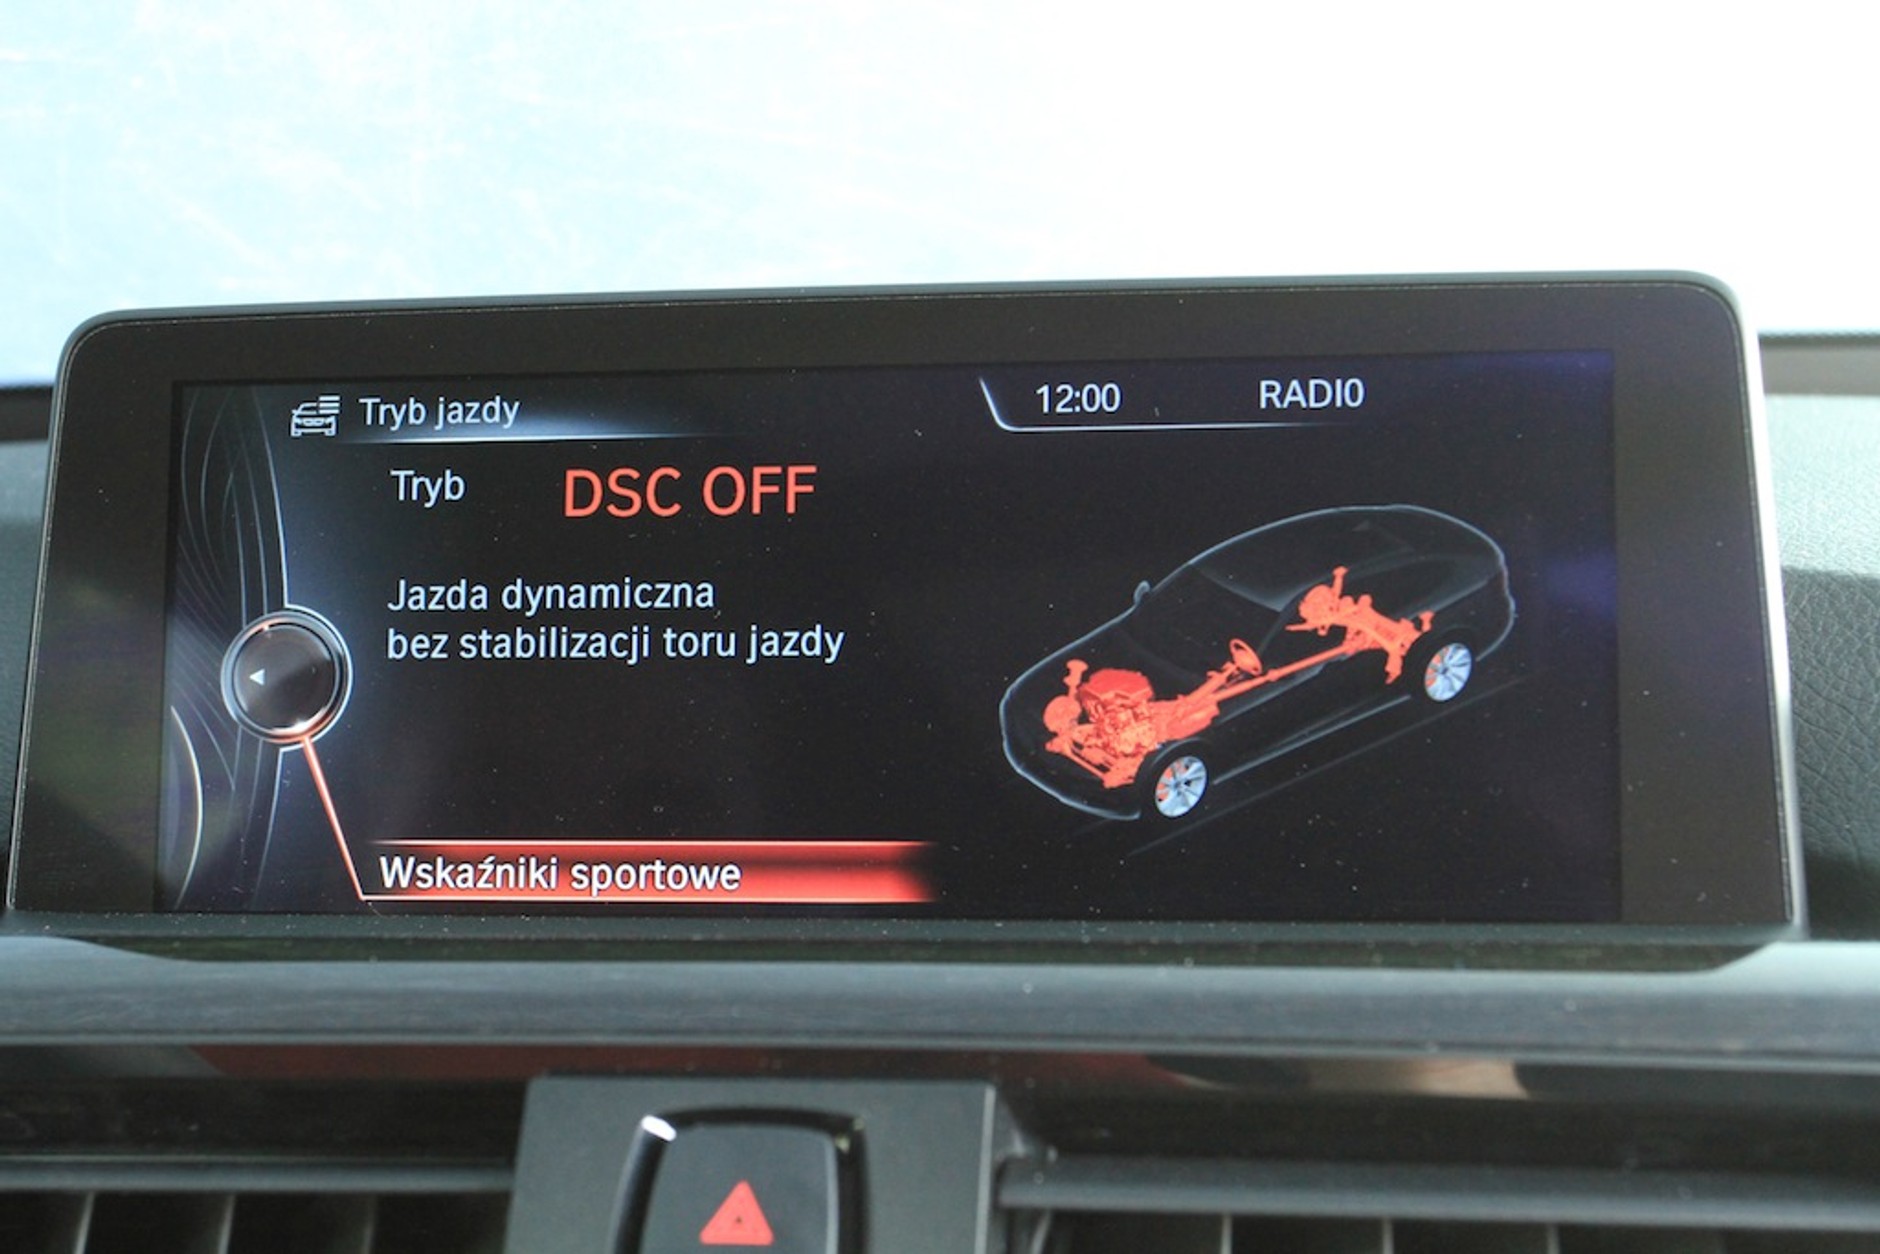 Tryb jazdy
12:00
RADIO
Tryb
DSC OFF
Jazda dynamiczna
bez stabilizacji toru jazdy
Wskaźniki sportowe